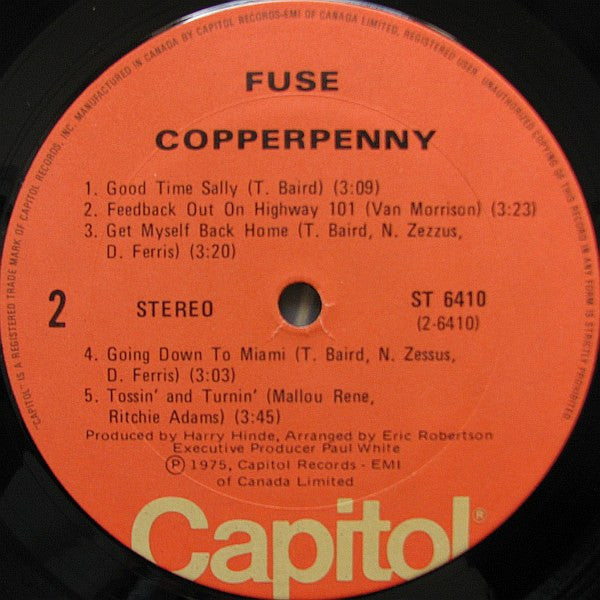 MANUFACTURED IN CANADA BY CAPITOL RECORDS-EMI OF CANADA LIMITED, REGISTERED USER. UNAUTHORIZED COPYING OF THIS RECORD IN ANY FORM IS STRICTLY PROHIBITED.
"CAPITOL" IS A REGISTERED TRADE MARK OF CAPITOL RECORDS, INC.
FUSE
COPPERPENNY
1. Good Time Sally (T. Baird) (3:09)
2. Feedback Out On Highway 101 (Van Morrison) (3:23)
3. Get Myself Back Home (T. Baird, N. Zezzus,
D. Ferris) (3:20)
2
STEREO
ST 6410
(2-6410)
4. Going Down To Miami (T. Baird, N. Zessus,
D. Ferris) (3:03)
5. Tossin' and Turnin' (Mallou Rene,
Ritchie Adams) (3:45)
Produced by Harry Hinde, Arranged by Eric Robertson
Executive Producer Paul White
Ⓟ 1975, Capitol Records - EMI
of Canada Limited
Capitol®